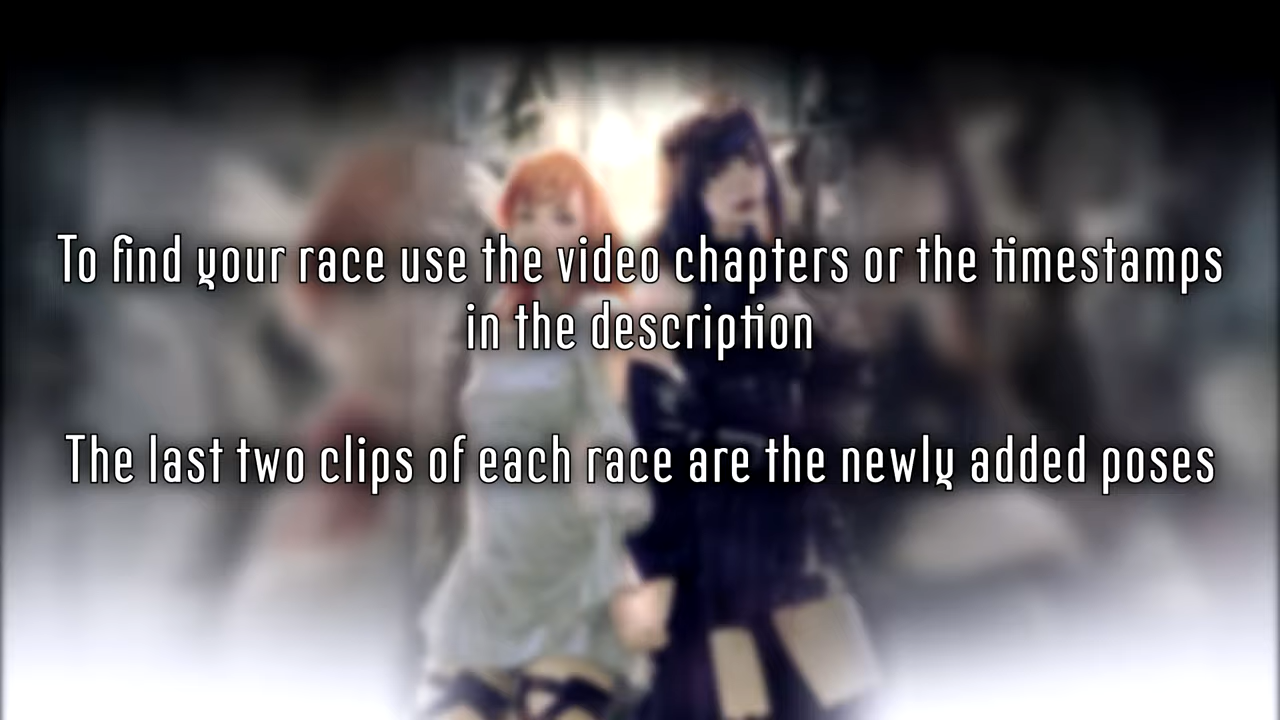 To find your race use the video chapters or the timestamps
in the description
The last two clips of each race are the newly added poses